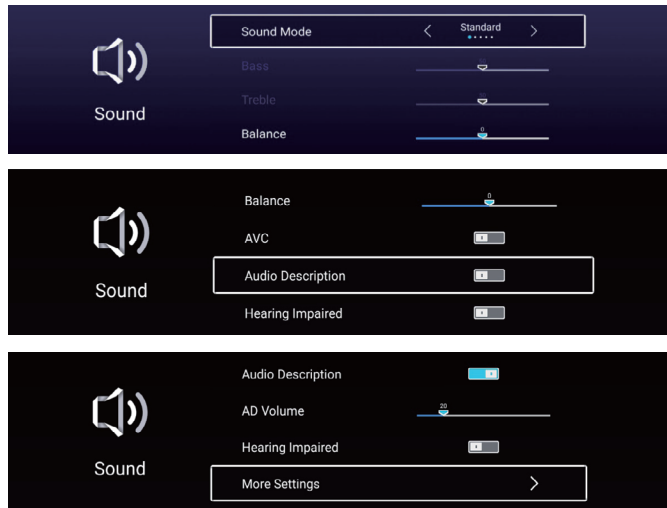 Sound Mode
Standard
Bass
Treble
Sound
Balance
0
Balance
0
AVC
Audio Description
Sound
Hearing Impaired
Audio Description
AD Volume
20
Hearing Impaired
Sound
More Settings